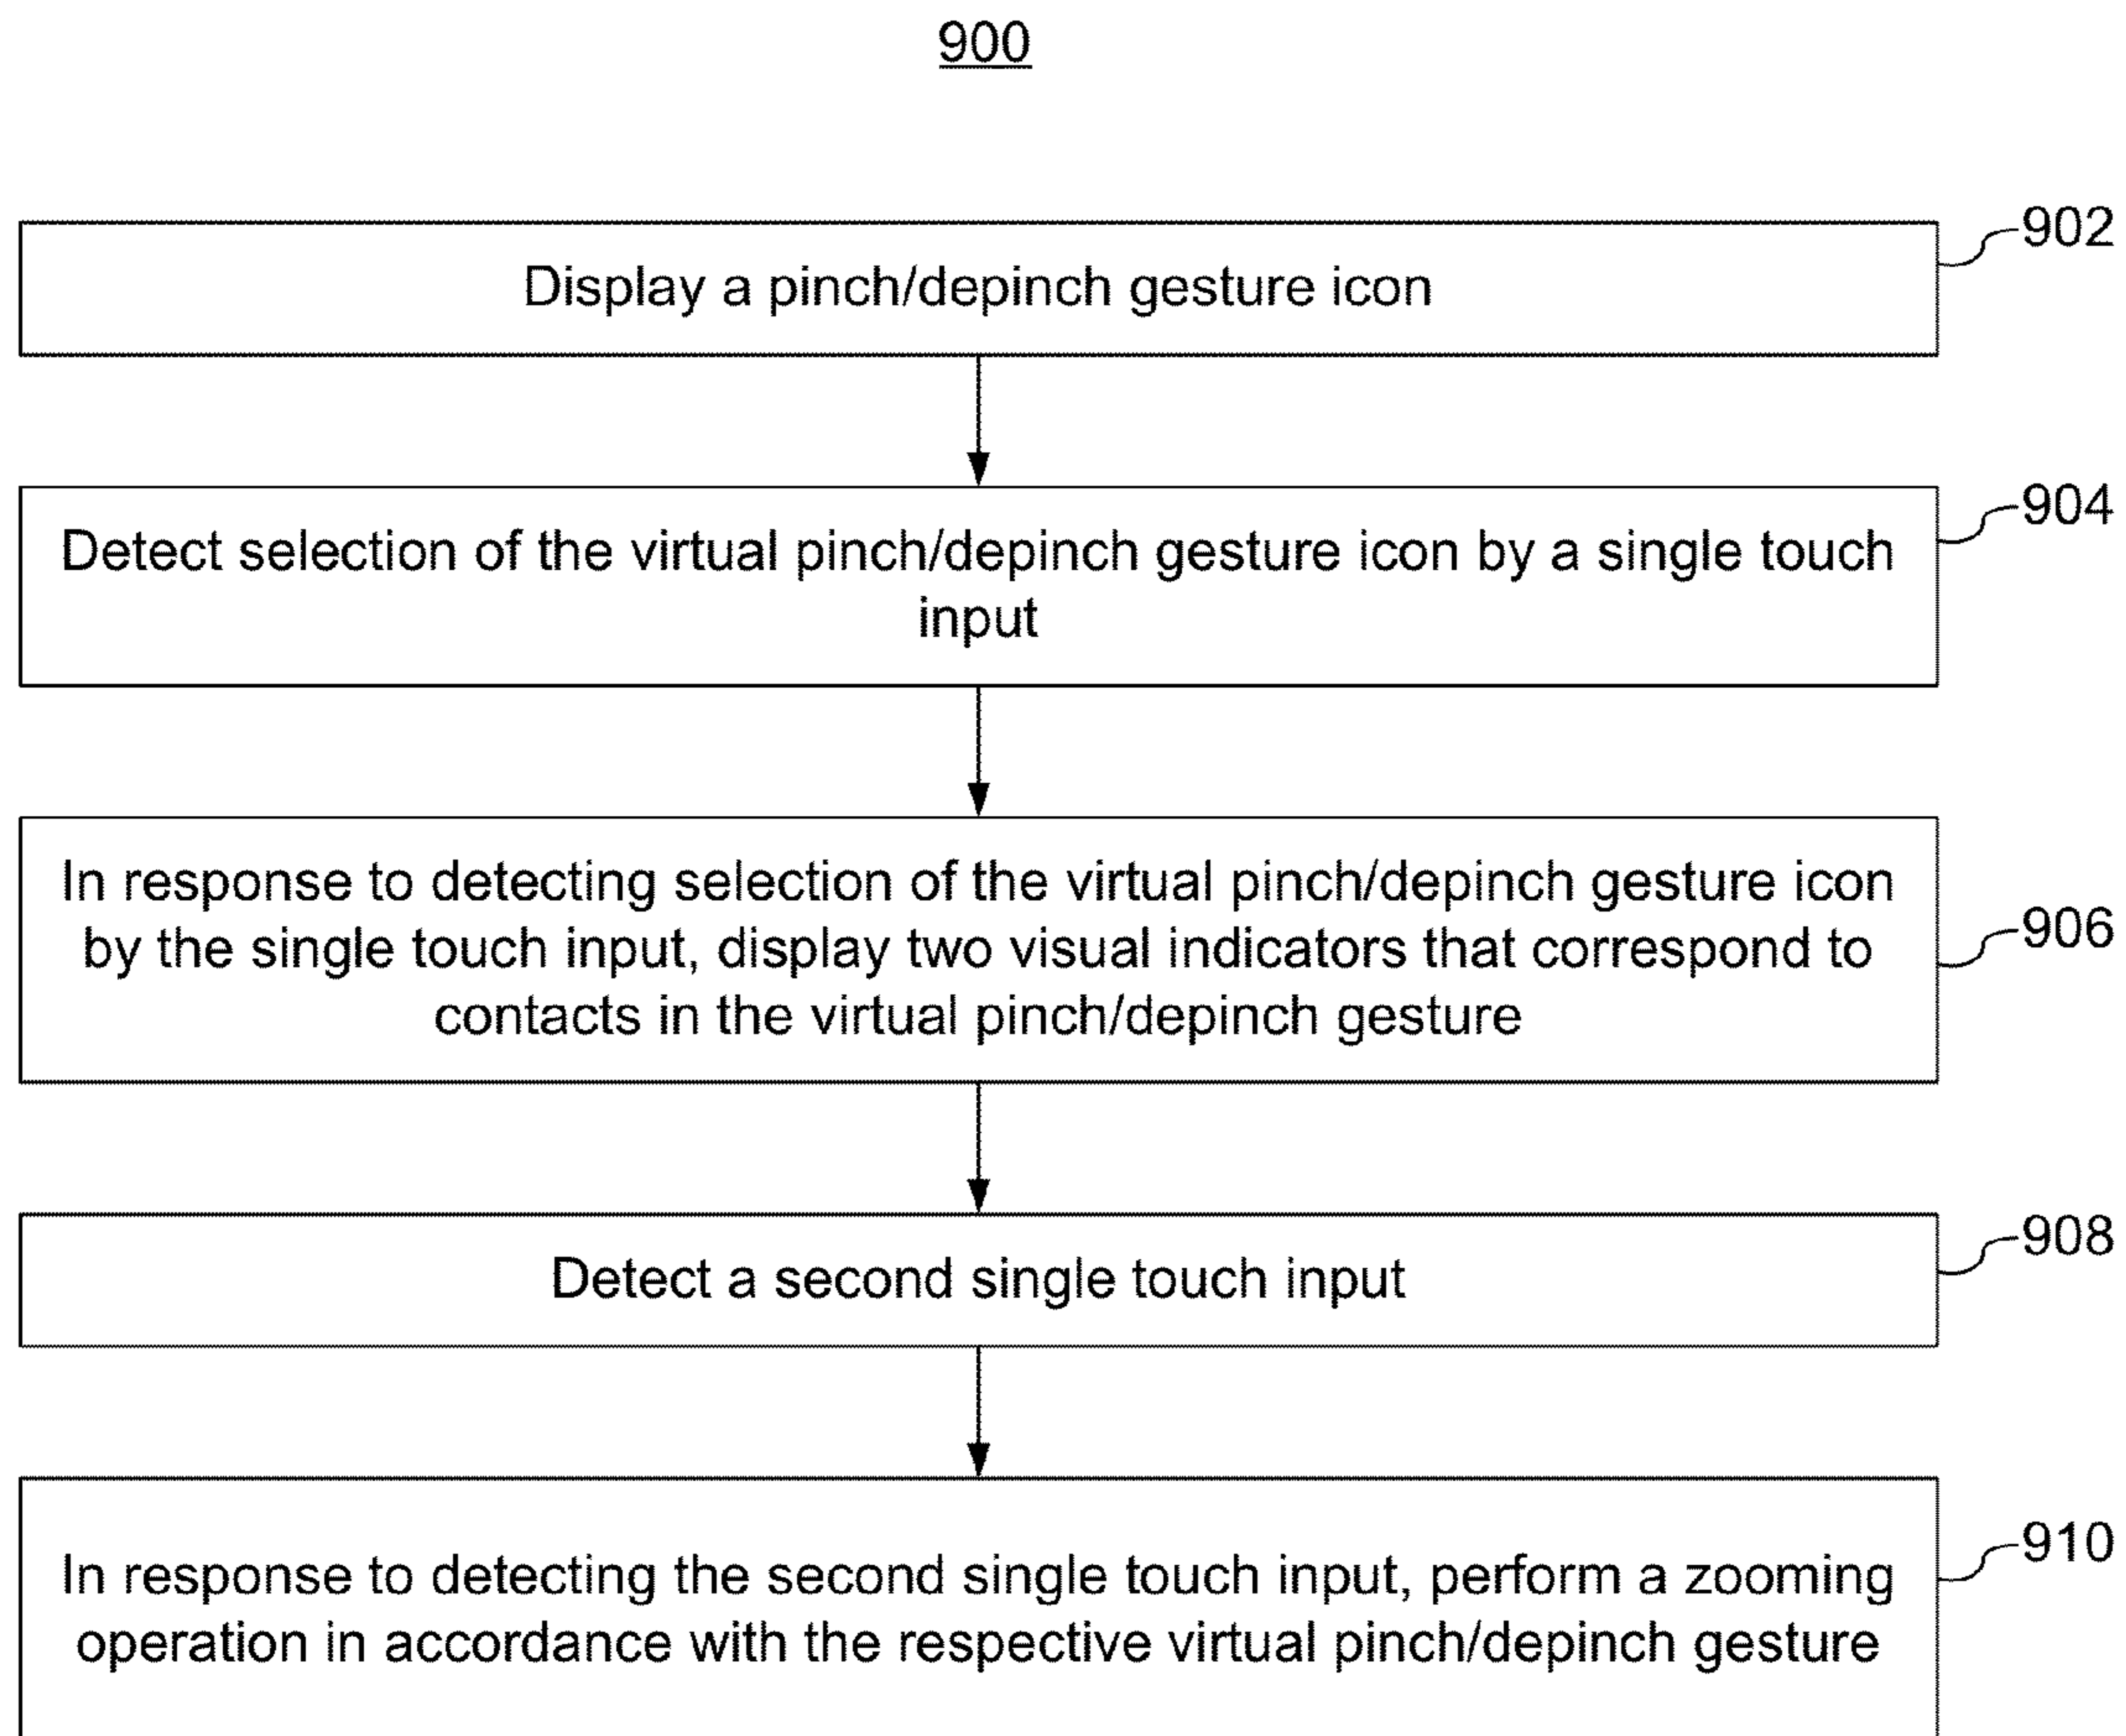 900
902
Display a pinch/depinch gesture icon
904
Detect selection of the virtual pinch/depinch gesture icon by a single touch
input
In response to detecting selection of the virtual pinch/depinch gesture icon
by the single touch input, display two visual indicators that correspond to
contacts in the virtual pinch/depinch gesture
906
908
Detect a second single touch input
910
In response to detecting the second single touch input, perform a zooming
operation in accordance with the respective virtual pinch/depinch gesture